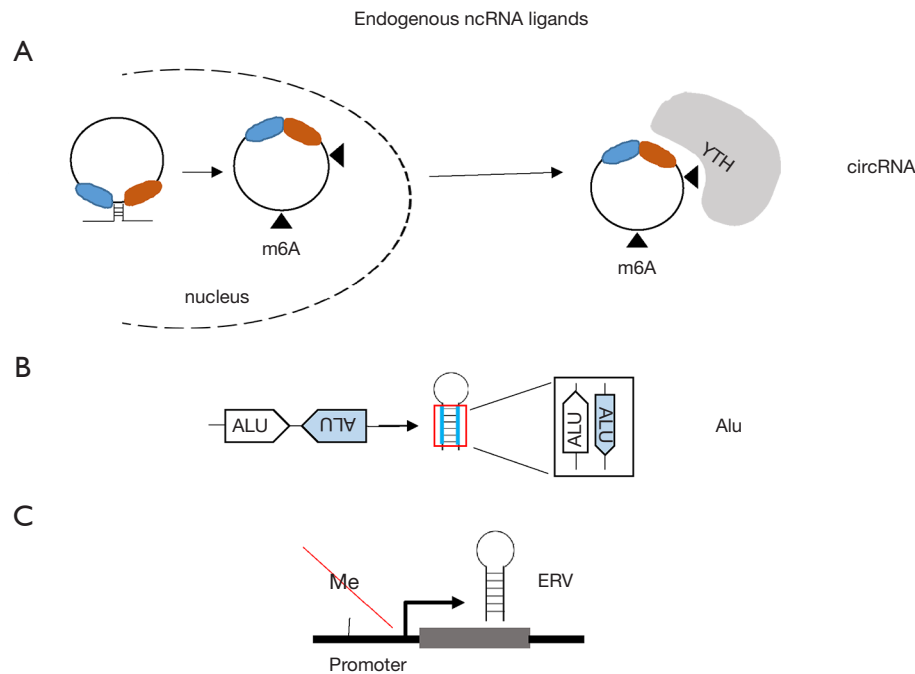 Endogenous ncRNA ligands
A
YTH
circRNA
m6A
m6A
nucleus
B
ALU
ALU
ALU
ALU
Alu
C
Me
ERV
Promoter